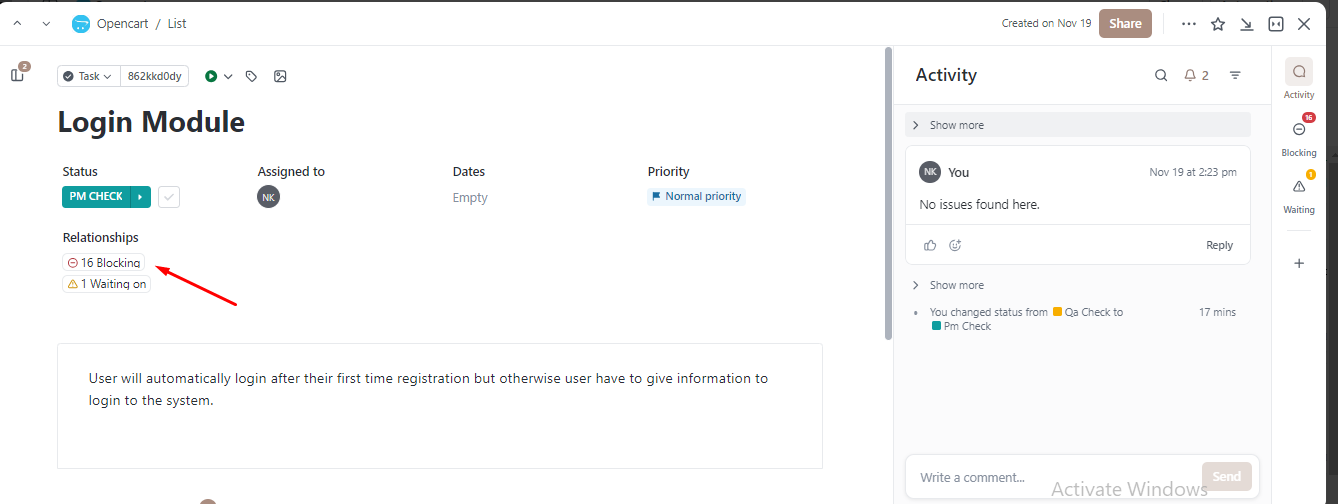 Opencart / List
Created on Nov 19
Share
2
Task
862kkd0dy
Login Module
Status
PM CHECK
Assigned to
NK
Dates
Empty
Priority
Normal priority
Relationships
16 Blocking
1 Waiting on
User will automatically login after their first time registration but otherwise user have to give information to
login to the system.
Activity
2
Show more
NK
You
Nov 19 at 2:23 pm
No issues found here.
Reply
Show more
You changed status from Qa Check to
Pm Check
17 mins
Write a comment...
Send
Activate Windows
Activity
16
Blocking
1
Waiting